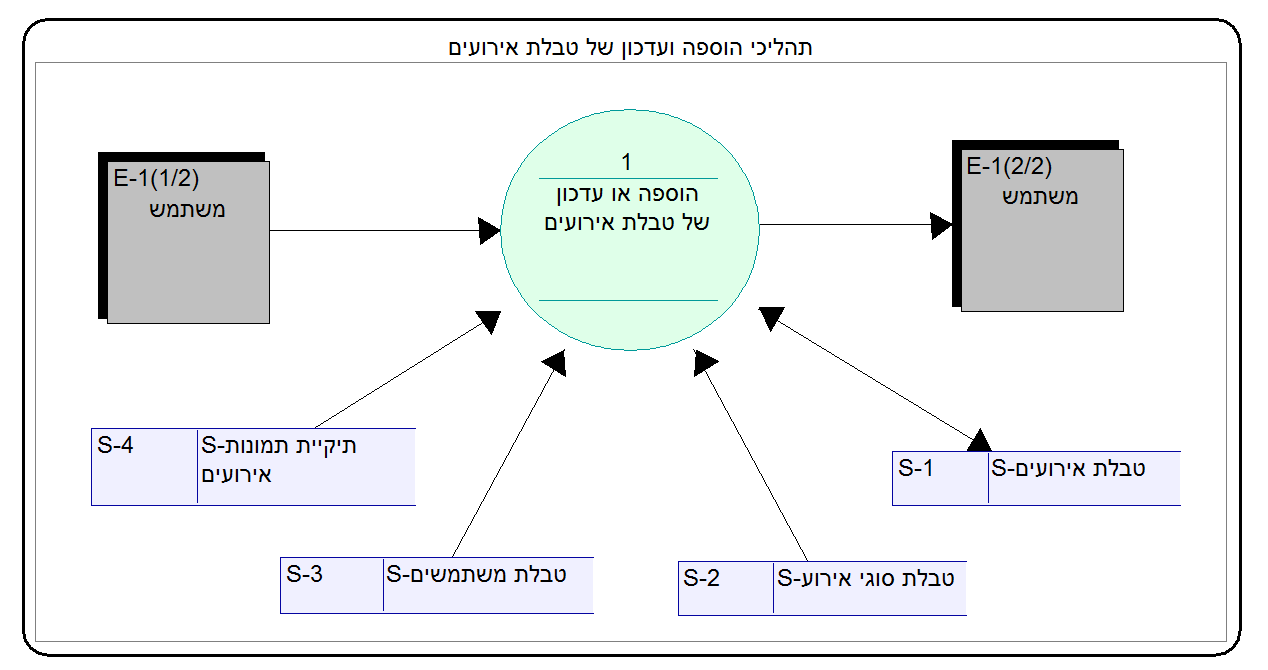 תהליכי הוספה ועדכון של טבלת אירועים
E-1(1/2)
משתמש
1
הוספה או עדכון
של טבלת אירועים
E-1(2/2)
משתמש
S-4
S-תיקיית תמונות
אירועים
S-1
S-טבלת אירועים
S-3
S-טבלת משתמשים
S-2
S-טבלת סוגי אירוע